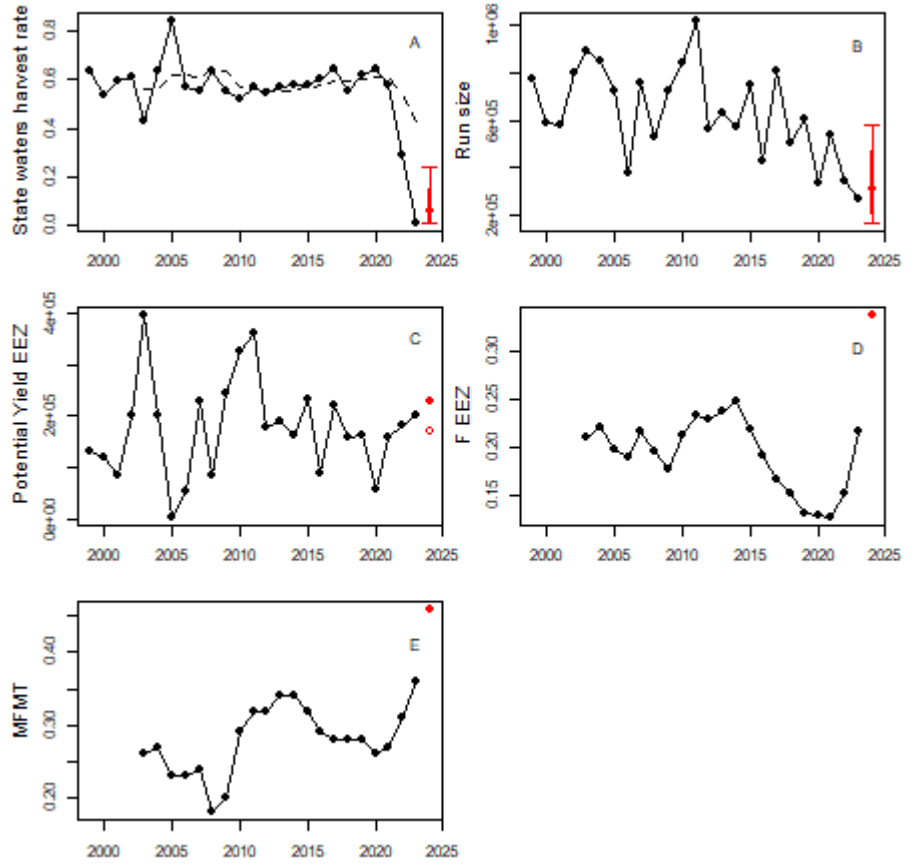 State waters harvest rate
0.0 0.2 0.4 0.6 0.8
A
2000 2005 2010 2015 2020 2025
Run size
2e+05 6e+05 1e+06
B
2000 2005 2010 2015 2020 2025
Potential Yield EEZ
0e+00 2e+05 4e+05
C
2000 2005 2010 2015 2020 2025
F EEZ
0.15 0.20 0.25 0.30
D
2000 2005 2010 2015 2020 2025
MFMT
0.20 0.30 0.40
E
2000 2005 2010 2015 2020 2025